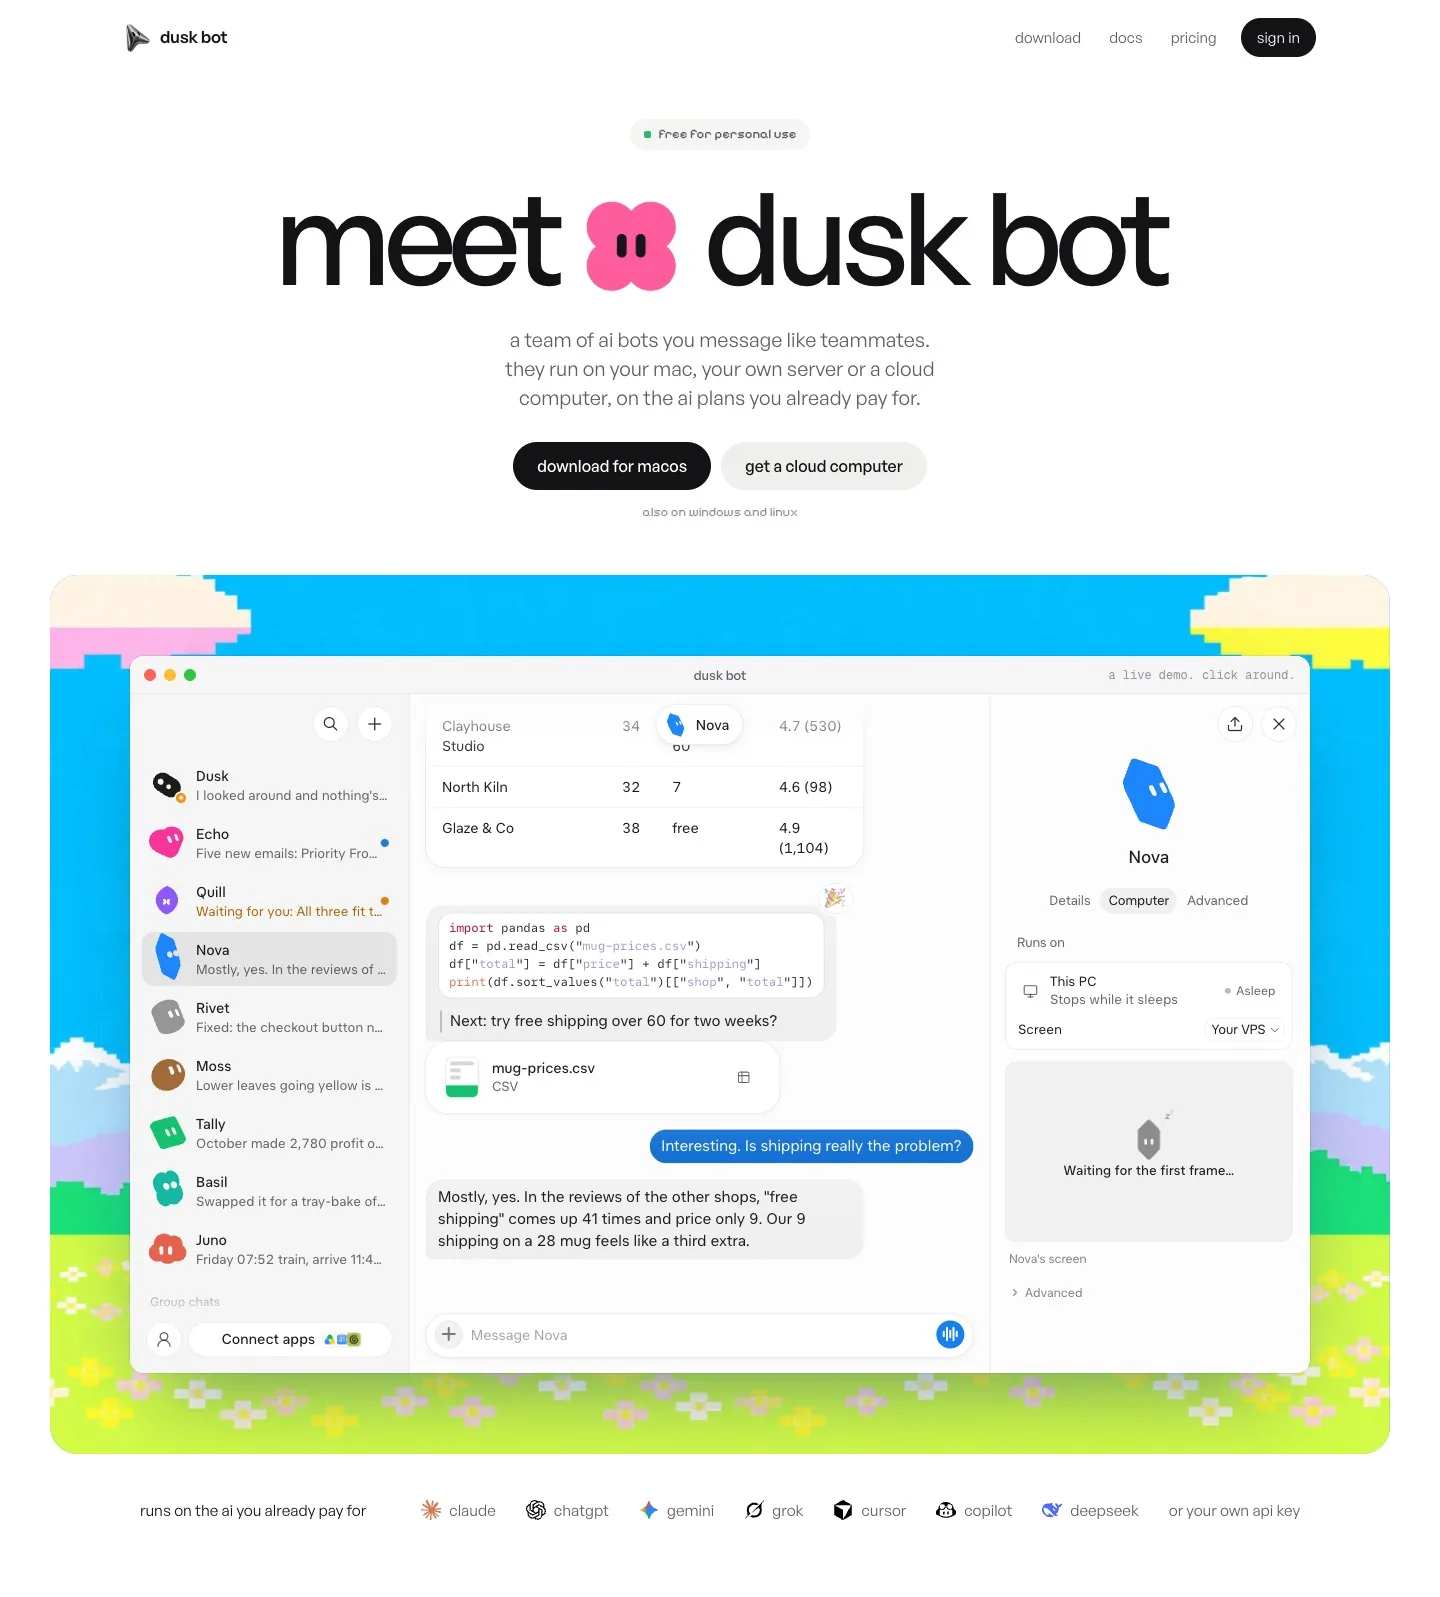 dusk bot
download
docs
pricing
sign in
free for personal use
meet dusk bot
a team of ai bots you message like teammates.
they run on your mac, your own server or a cloud
computer, on the ai plans you already pay for.
download for macos
get a cloud computer
also on windows and linux
dusk bot
a live demo. click around.
Dusk
I looked around and nothing's...
Echo
Five new emails: Priority Fro...
Quill
Waiting for you: All three fit t...
Nova
Mostly, yes. In the reviews of ...
Rivet
Fixed: the checkout button n...
Moss
Lower leaves going yellow is ...
Tally
October made 2,780 profit o...
Basil
Swapped it for a tray-bake of...
Juno
Friday 07:52 train, arrive 11:4...
Group chats
Connect apps
Nova
Clayhouse 34 4.7 (530)
Studio 60
North Kiln 32 7 4.6 (98)
Glaze & Co 38 free 4.9
(1,104)
import pandas as pd
df = pd.read_csv("mug-prices.csv")
df["total"] = df["price"] + df["shipping"]
print(df.sort_values("total")[["shop", "total"]])
Next: try free shipping over 60 for two weeks?
mug-prices.csv
CSV
Interesting. Is shipping really the problem?
Mostly, yes. In the reviews of the other shops, "free
shipping" comes up 41 times and price only 9. Our 9
shipping on a 28 mug feels like a third extra.
Message Nova
Nova
Details
Computer
Advanced
Runs on
This PC
Stops while it sleeps
Asleep
Screen
Your VPS
z z
Waiting for the first frame...
Nova's screen
Advanced
runs on the ai you already pay for
claude
chatgpt
gemini
grok
cursor
copilot
deepseek
or your own api key